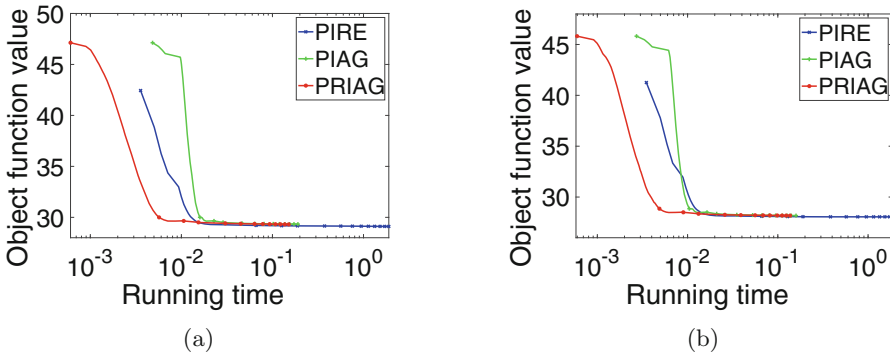 50
45
40
35
30
Object function value
PIRE
PIAG
PRIAG
10^-3 10^-2 10^-1 10^0
Running time
(a)
45
40
35
30
Object function value
PIRE
PIAG
PRIAG
10^-3 10^-2 10^-1 10^0
Running time
(b)